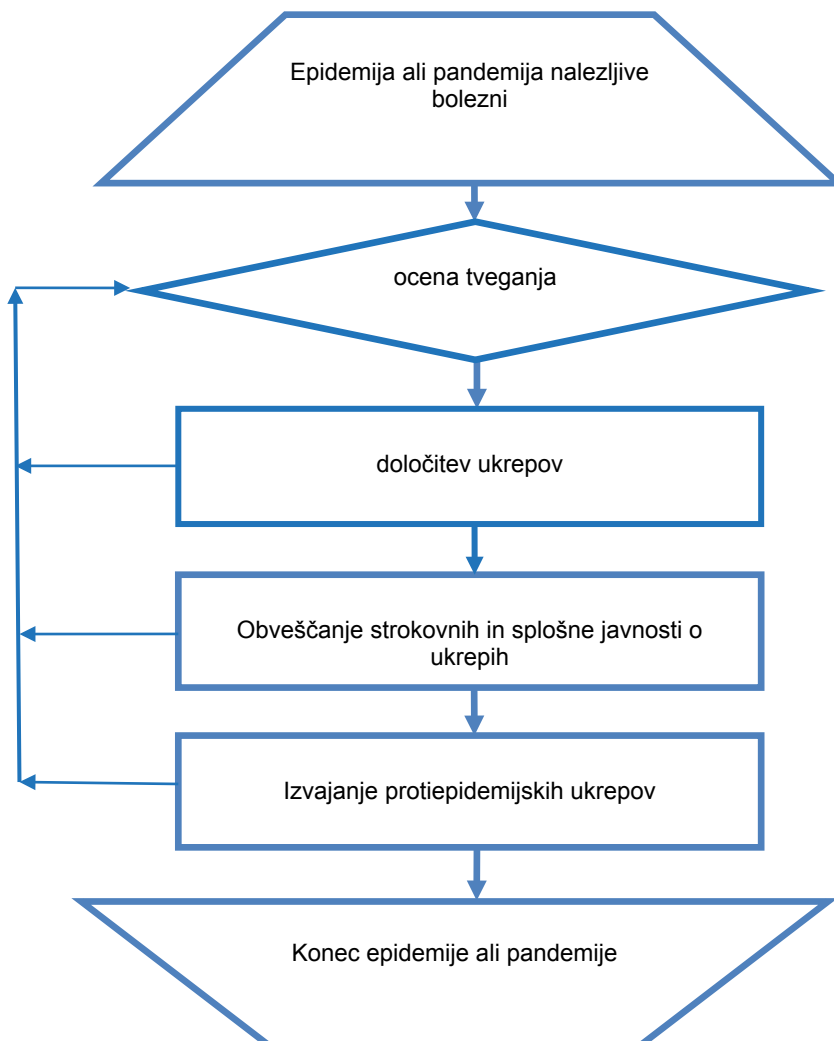 Epidemija ali pandemija nalezljive
bolezni
ocena tveganja
določitev ukrepov
Obveščanje strokovnih in splošne javnosti o
ukrepih
Izvajanje protiepidemijskih ukrepov
Konec epidemije ali pandemije